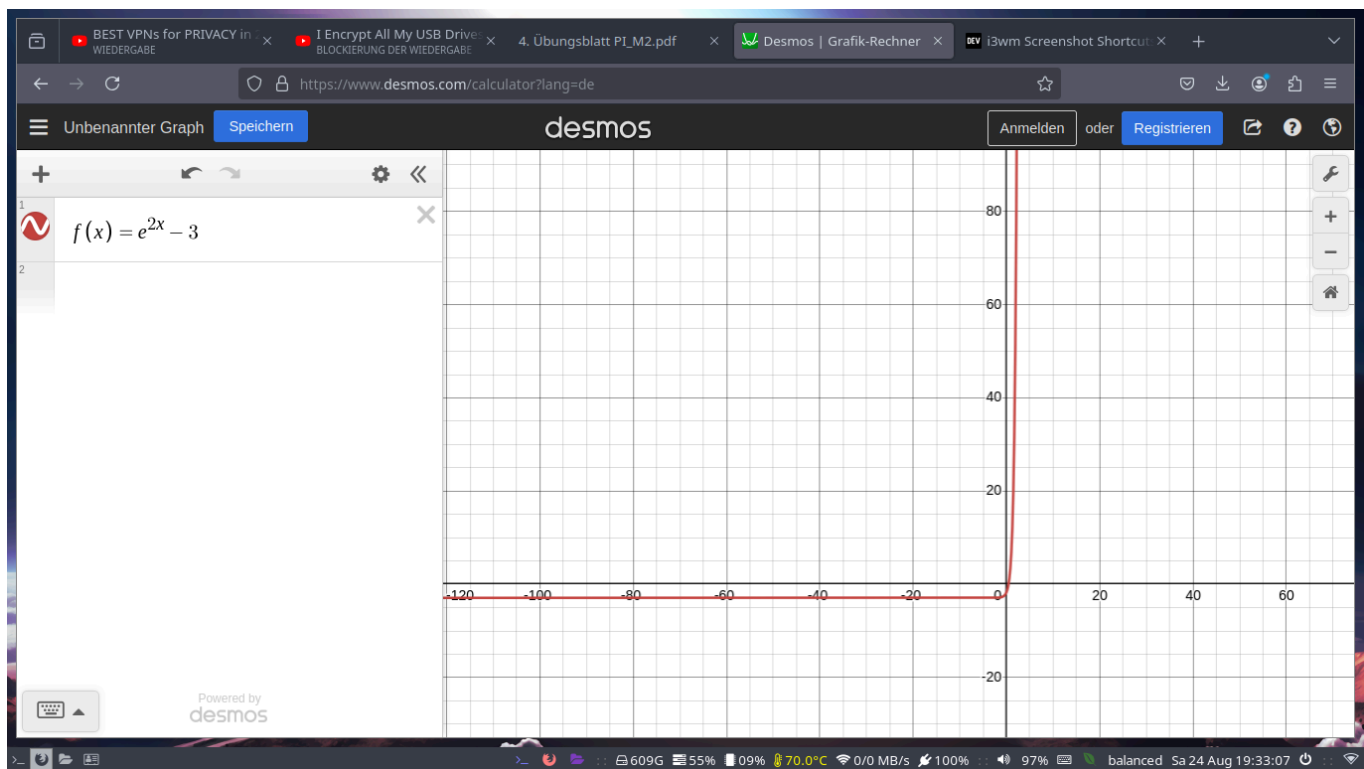 BEST VPNs for PRIVACY in
WIEDERGABE
I Encrypt All My USB Drives
BLOCKIERUNG DER WIEDERGABE
4. Übungsblatt PI_M2.pdf
Desmos | Grafik-Rechner
DEV i3wm Screenshot Shortcut
https://www.desmos.com/calculator?lang=de
Unbenannter Graph
Speichern
desmos
Anmelden
oder
Registrieren
1
f(x) = e^{2x} − 3
2
80
60
40
20
-120 -100 -80 -60 -40 -20 0 20 40 60
-20
Powered by
desmos
609G 55% 09% 70.0°C 0/0 MB/s 100% 97% balanced Sa 24 Aug 19:33:07